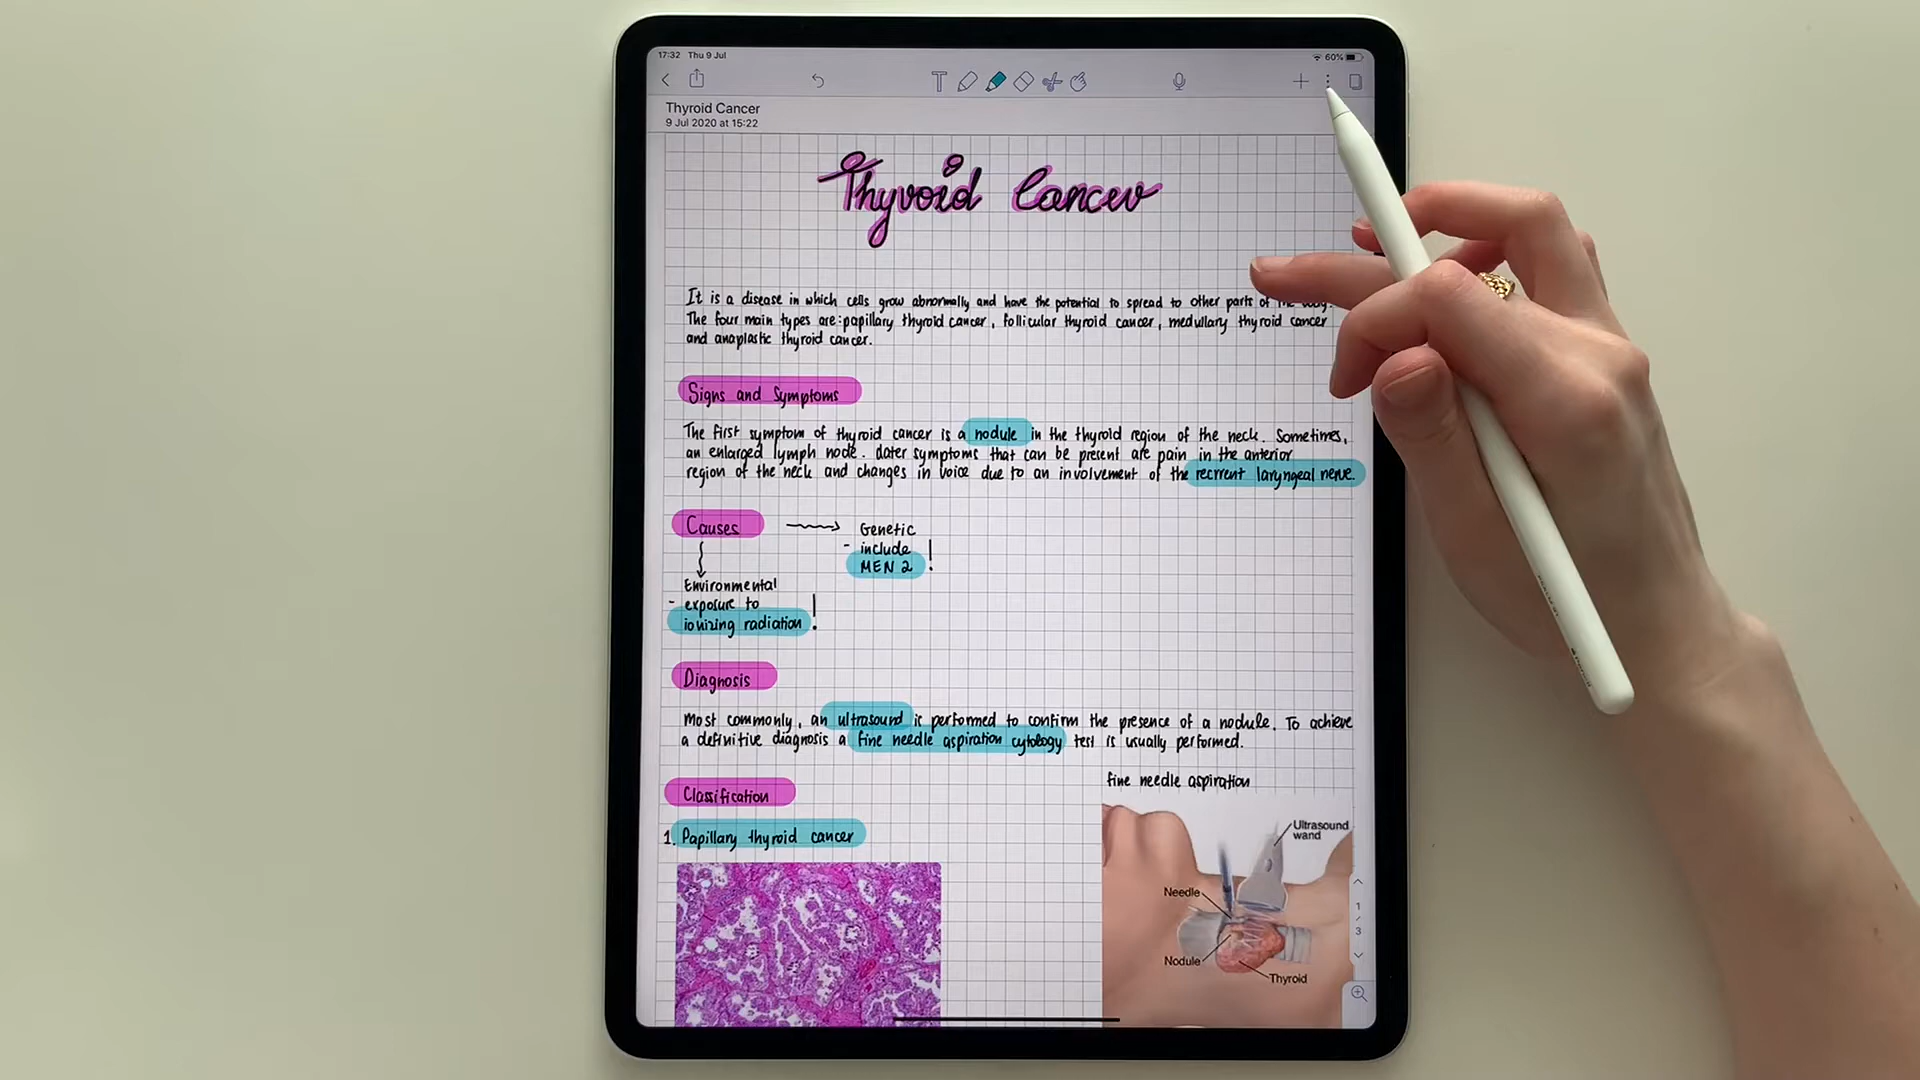 17:32 Thu 9 Jul
60%
Thyroid Cancer
9 Jul 2020 at 15:22
Thyroid Cancer
It is a disease in which cells grow abnormally and have the potential to spread to other parts of the body.
The four main types are: papillary thyroid cancer, follicular thyroid cancer, medullary thyroid cancer
and anaplastic thyroid cancer.
Signs and Symptoms
The first symptom of thyroid cancer is a nodule in the thyroid region of the neck. Sometimes,
an enlarged lymph node. Later symptoms that can be present are pain in the anterior
region of the neck and changes in voice due to an involvement of the recrrent laryngeal nerve.
Causes
Genetic
- include
MEN 2 !
Environmental
- exposure to
ionizing radiation !
Diagnosis
Most commonly, an ultrasound is performed to confirm the presence of a nodule. To achieve
a definitive diagnosis a fine needle aspiration cytology test is usually performed.
Classification
1. Papillary thyroid cancer
fine needle aspiration
Ultrasound
wand
Needle
Nodule
Thyroid
1
/
3